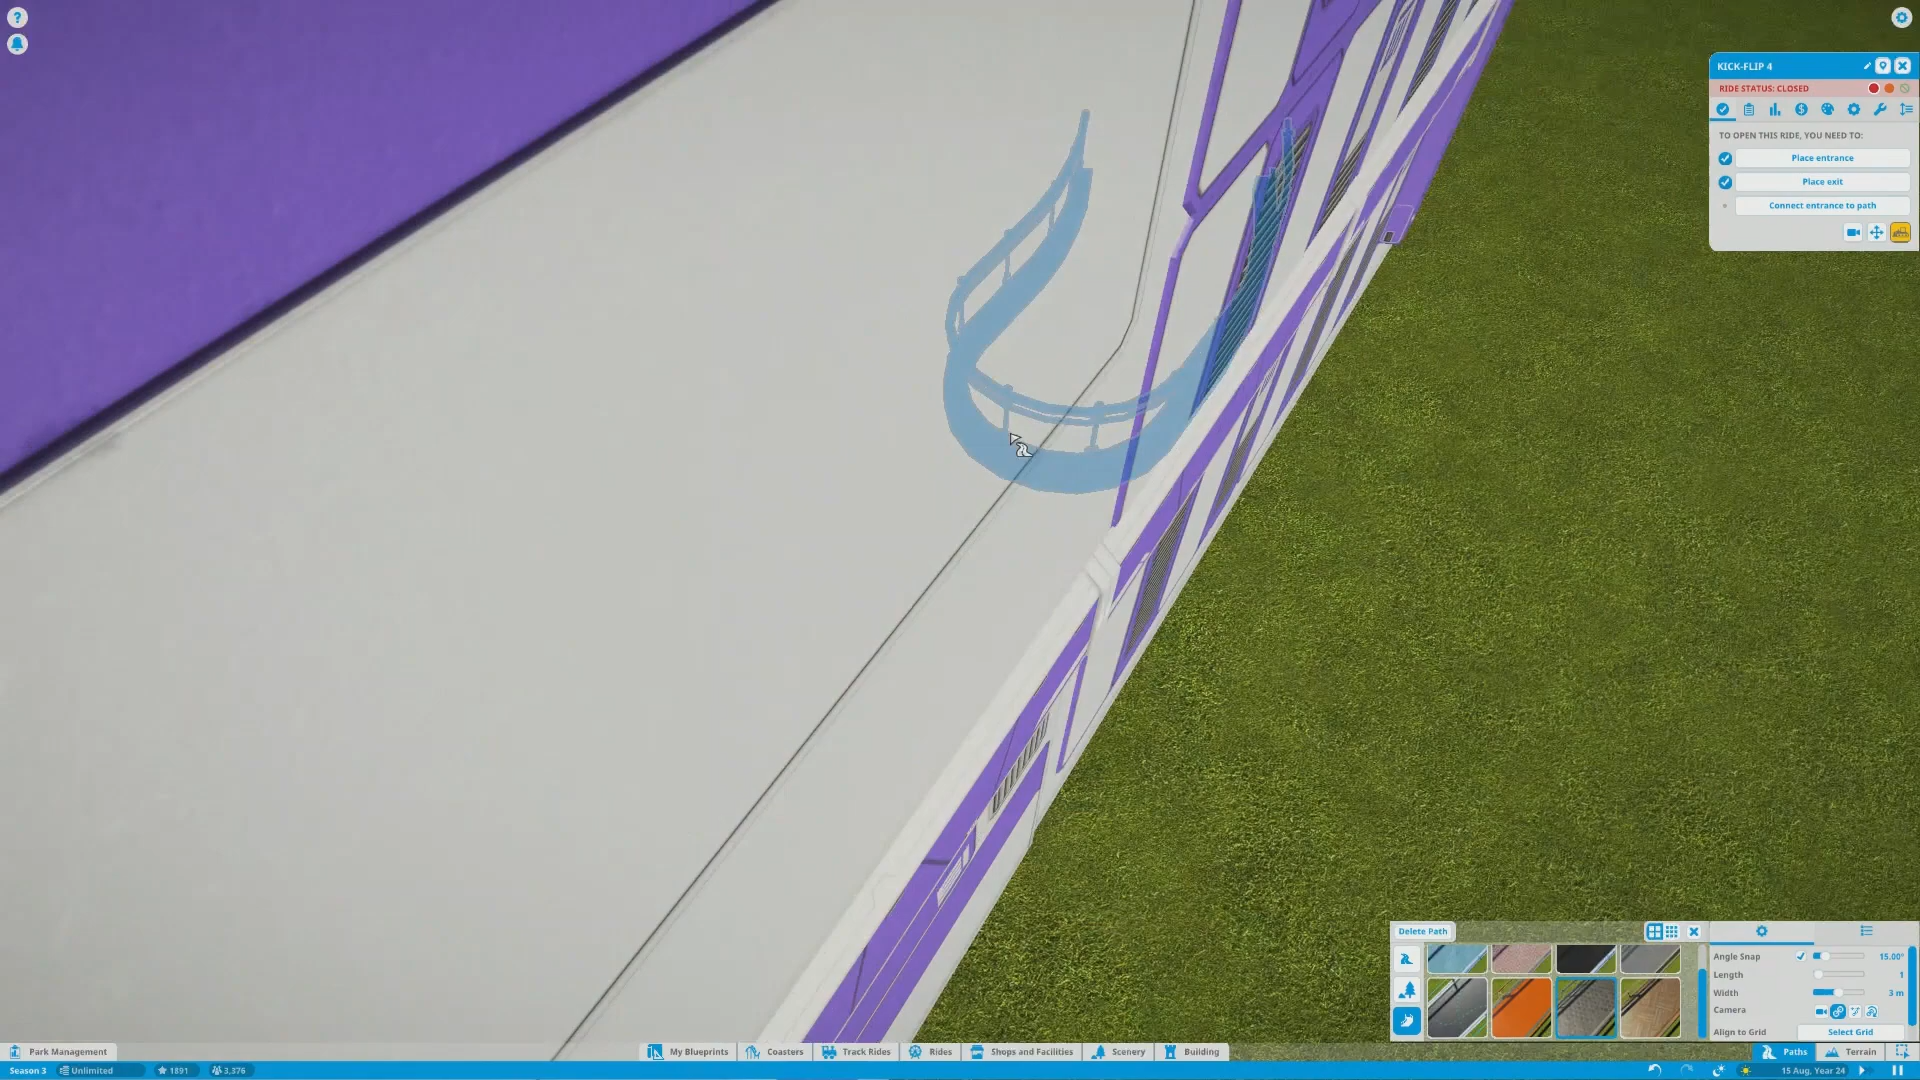 ?
KICK-FLIP 4
RIDE STATUS: CLOSED
TO OPEN THIS RIDE, YOU NEED TO:
Place entrance
Place exit
Connect entrance to path
Delete Path
Angle Snap 15.00°
Length 1
Width 3 m
Camera
Align to Grid Select Grid
Park Management My Blueprints Coasters Track Rides Rides Shops and Facilities Scenery Building Paths Terrain
Season 3 Unlimited 1891 3,376 15 Aug, Year 24